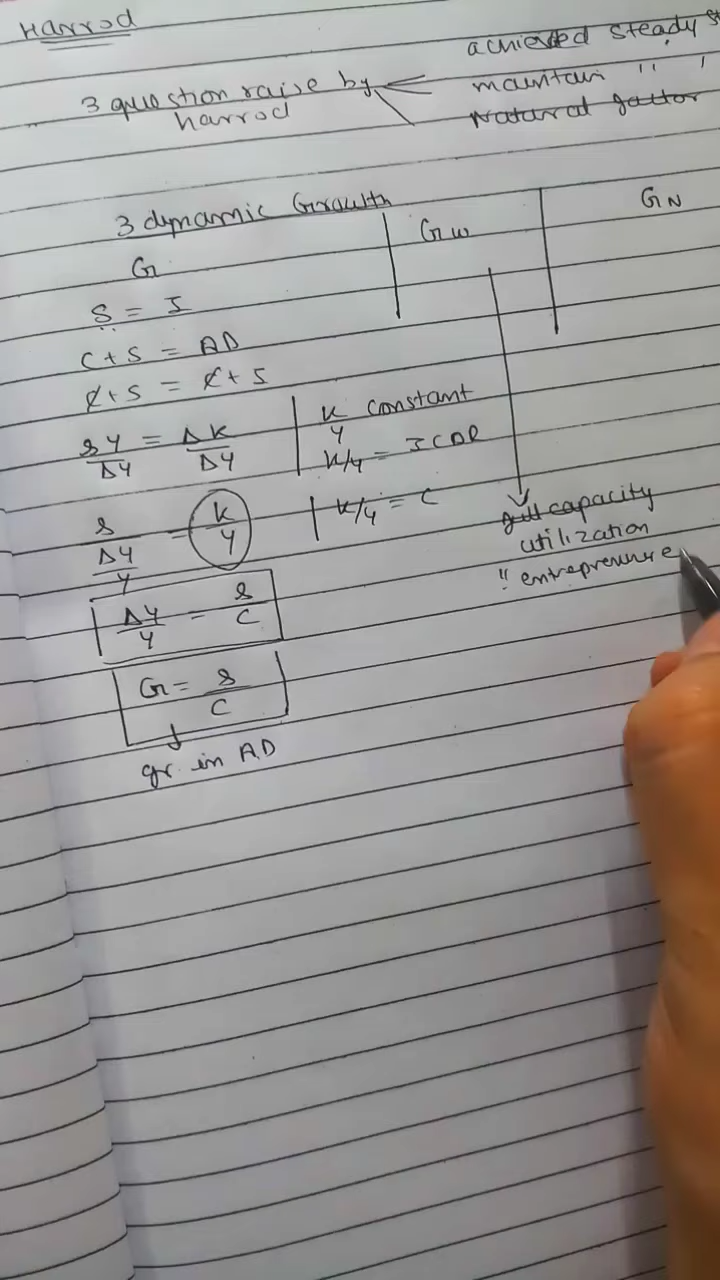 Harrod
achieved steady
3 question raise by maintain " "
harrod Natural factor
3 dynamic Growth
G Gw GN
S = I
C + S = AD
C + S = C + S
sY/ΔY = ΔK/ΔY | K/Y constant
K/Y = ICOR
s/(ΔY/Y) = K/Y | K/Y = C
full capacity
utilization
" entreprenure
ΔY/Y = s/C
G = s/C
gr. in AD